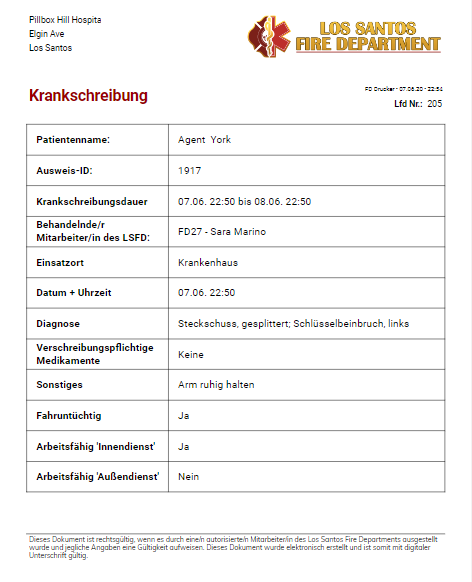 Pillbox Hill Hospita
Elgin Ave
Los Santos
LOS SANTOS
FIRE DEPARTMENT
Krankschreibung
FD Drucker - 07.06.20 - 22:54
Lfd Nr.: 205
Patientenname: Agent York
Ausweis-ID: 1917
Krankschreibungsdauer 07.06. 22:50 bis 08.06. 22:50
Behandelnde/r
Mitarbeiter/in des LSFD: FD27 - Sara Marino
Einsatzort Krankenhaus
Datum + Uhrzeit 07.06. 22:50
Diagnose Steckschuss, gesplittert; Schlüsselbeinbruch, links
Verschreibungspflichtige
Medikamente Keine
Sonstiges Arm ruhig halten
Fahruntüchtig Ja
Arbeitsfähig 'Innendienst' Ja
Arbeitsfähig 'Außendienst' Nein
Dieses Dokument ist rechtsgültig, wenn es durch eine/n autorisierte/n Mitarbeiter/in des Los Santos Fire Departments ausgestellt
wurde und jegliche Angaben eine Gültigkeit aufweisen. Dieses Dokument wurde elektronisch erstellt und ist somit mit digitaler
Unterschrift gültig.